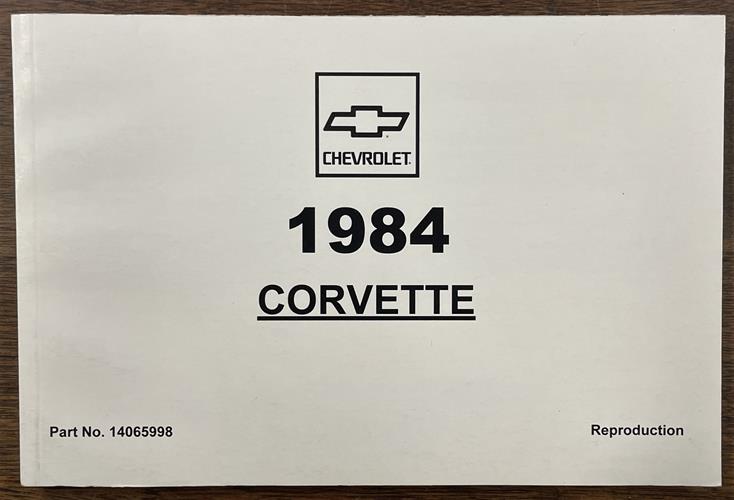 CHEVROLET
1984
CORVETTE
Part No. 14065998
Reproduction